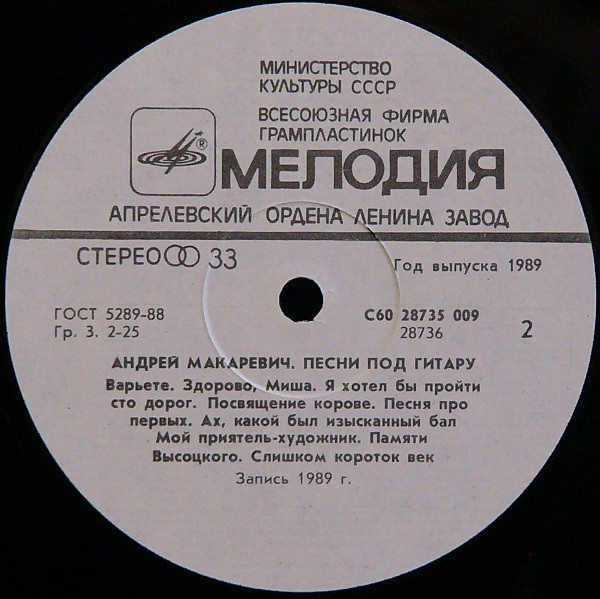 МИНИСТЕРСТВО
КУЛЬТУРЫ СССР
ВСЕСОЮЗНАЯ ФИРМА
ГРАМПЛАСТИНОК
®
МЕЛОДИЯ
АПРЕЛЕВСКИЙ ОРДЕНА ЛЕНИНА ЗАВОД
СТЕРЕО 33
Год выпуска 1989
ГОСТ 5289-88
Гр. 3. 2-25
С60 28735 009
28736
2
АНДРЕЙ МАКАРЕВИЧ. ПЕСНИ ПОД ГИТАРУ
Варьете. Здорово, Миша. Я хотел бы пройти
сто дорог. Посвящение корове. Песня про
первых. Ах, какой был изысканный бал
Мой приятель-художник. Памяти
Высоцкого. Слишком короток век
Запись 1989 г.